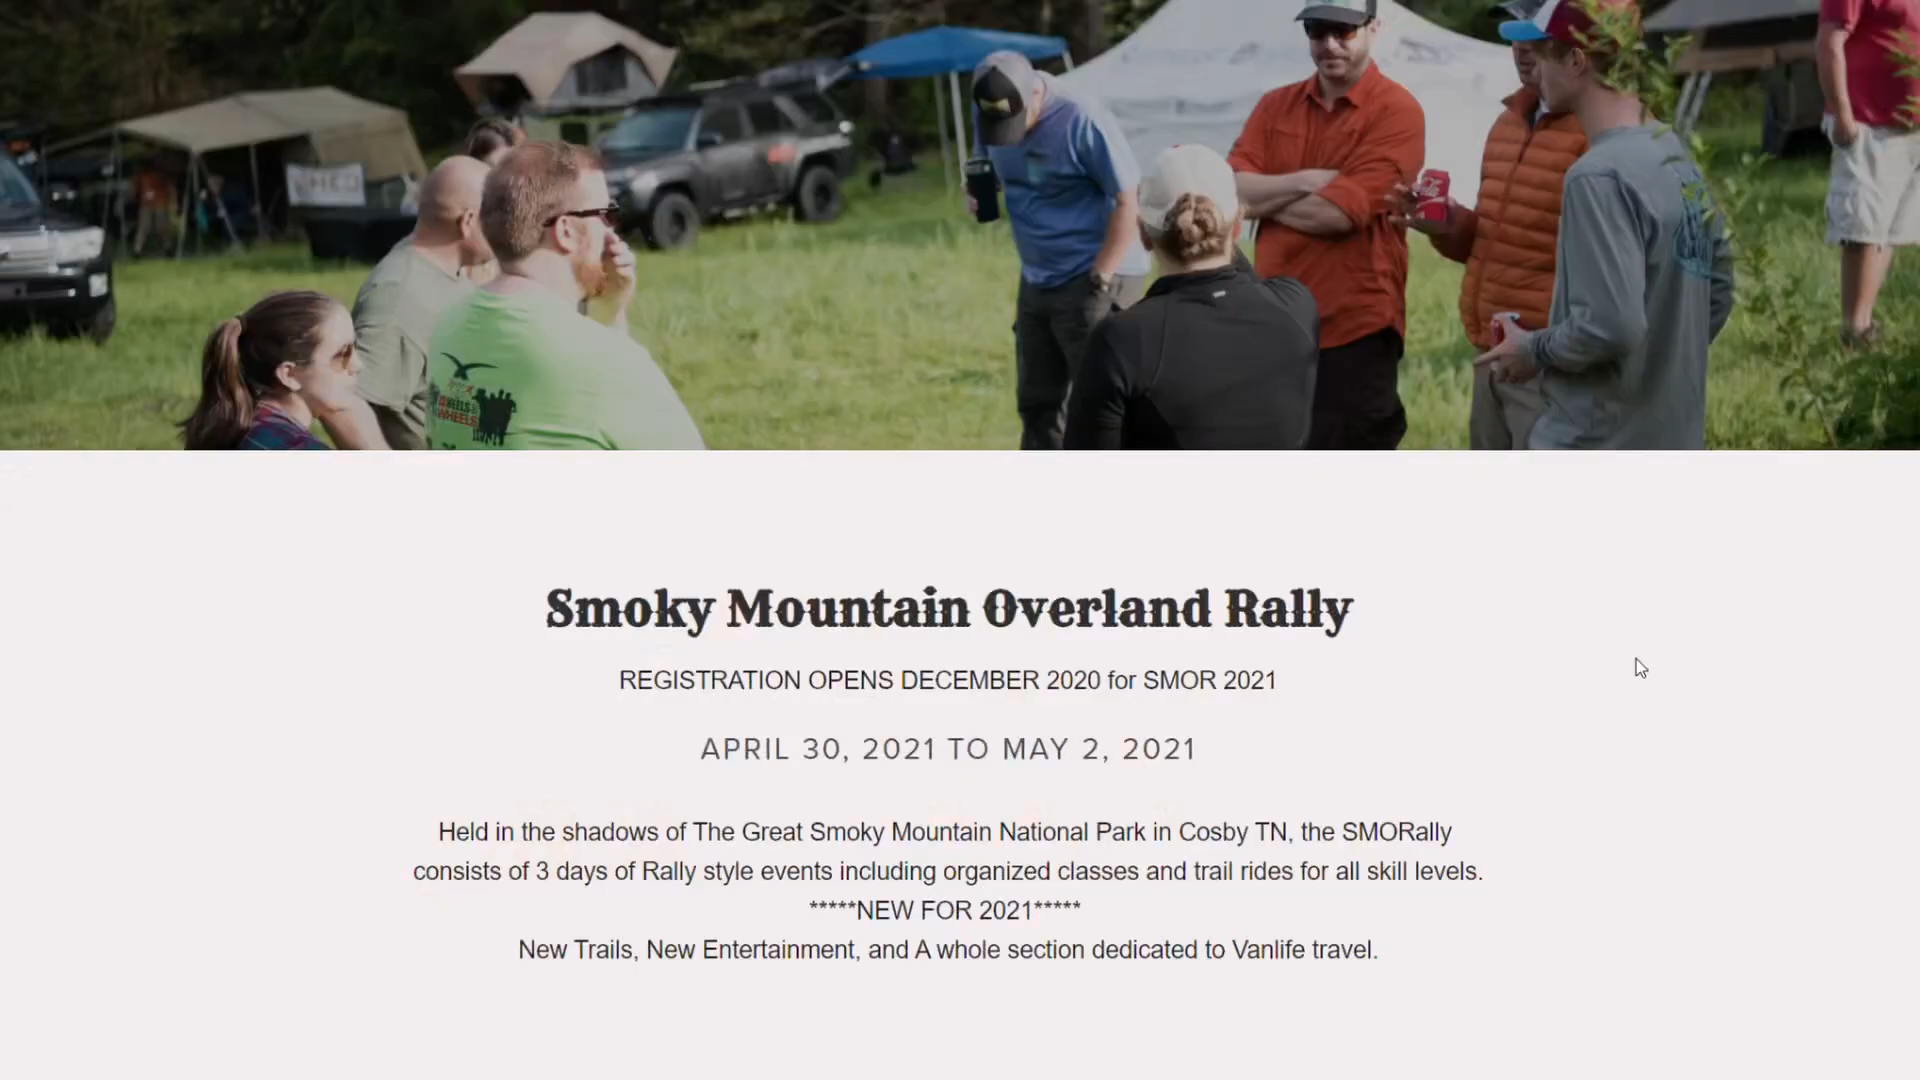 HEELS
WHEELS
Smoky Mountain Overland Rally
REGISTRATION OPENS DECEMBER 2020 for SMOR 2021
APRIL 30, 2021 TO MAY 2, 2021
Held in the shadows of The Great Smoky Mountain National Park in Cosby TN, the SMORally
consists of 3 days of Rally style events including organized classes and trail rides for all skill levels.
*****NEW FOR 2021*****
New Trails, New Entertainment, and A whole section dedicated to Vanlife travel.